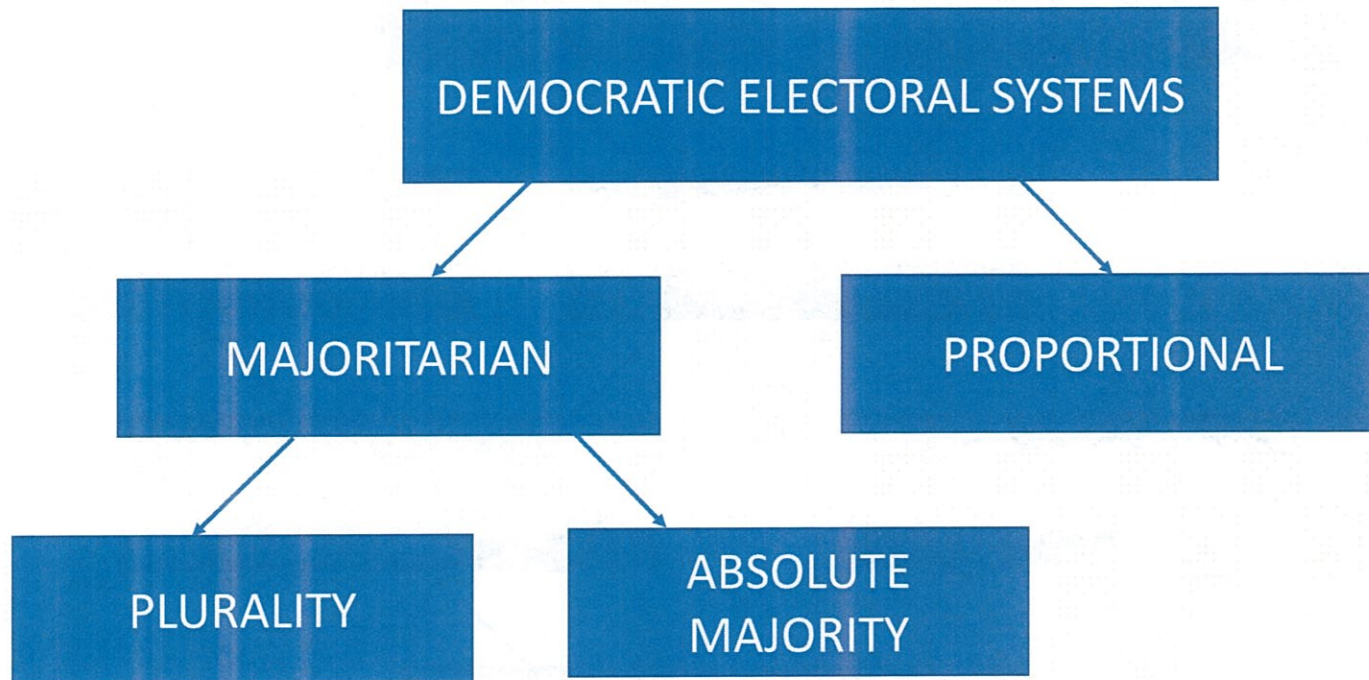 DEMOCRATIC ELECTORAL SYSTEMS
MAJORITARIAN
PROPORTIONAL
PLURALITY
ABSOLUTE
MAJORITY